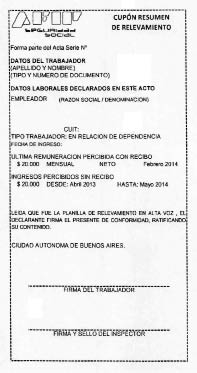 AFIP
SEGURIDAD
SOCIAL
CUPÓN RESUMEN
DE RELEVAMIENTO
Forma parte del Acta Serie N°
DATOS DEL TRABAJADOR
(APELLIDO Y NOMBRE)
(TIPO Y NUMERO DE DOCUMENTO)
DATOS LABORALES DECLARADOS EN ESTE ACTO
EMPLEADOR (RAZON SOCIAL / DENOMINACION)
CUIT:
TIPO TRABAJADOR: EN RELACION DE DEPENDENCIA
FECHA DE INGRESO:
ULTIMA REMUNERACION PERCIBIDA CON RECIBO
$ 20.000 MENSUAL NETO Febrero 2014
INGRESOS PERCIBIDOS SIN RECIBO
$ 20.000 DESDE: Abril 2013 HASTA: Mayo 2014
LEIDA QUE FUE LA PLANILLA DE RELEVAMIENTO EN ALTA VOZ , EL
DECLARANTE FIRMA EL PRESENTE DE CONFORMIDAD, RATIFICANDO
SU CONTENIDO.
CIUDAD AUTONOMA DE BUENOS AIRES.
FIRMA DEL TRABAJADOR
FIRMA Y SELLO DEL INSPECTOR